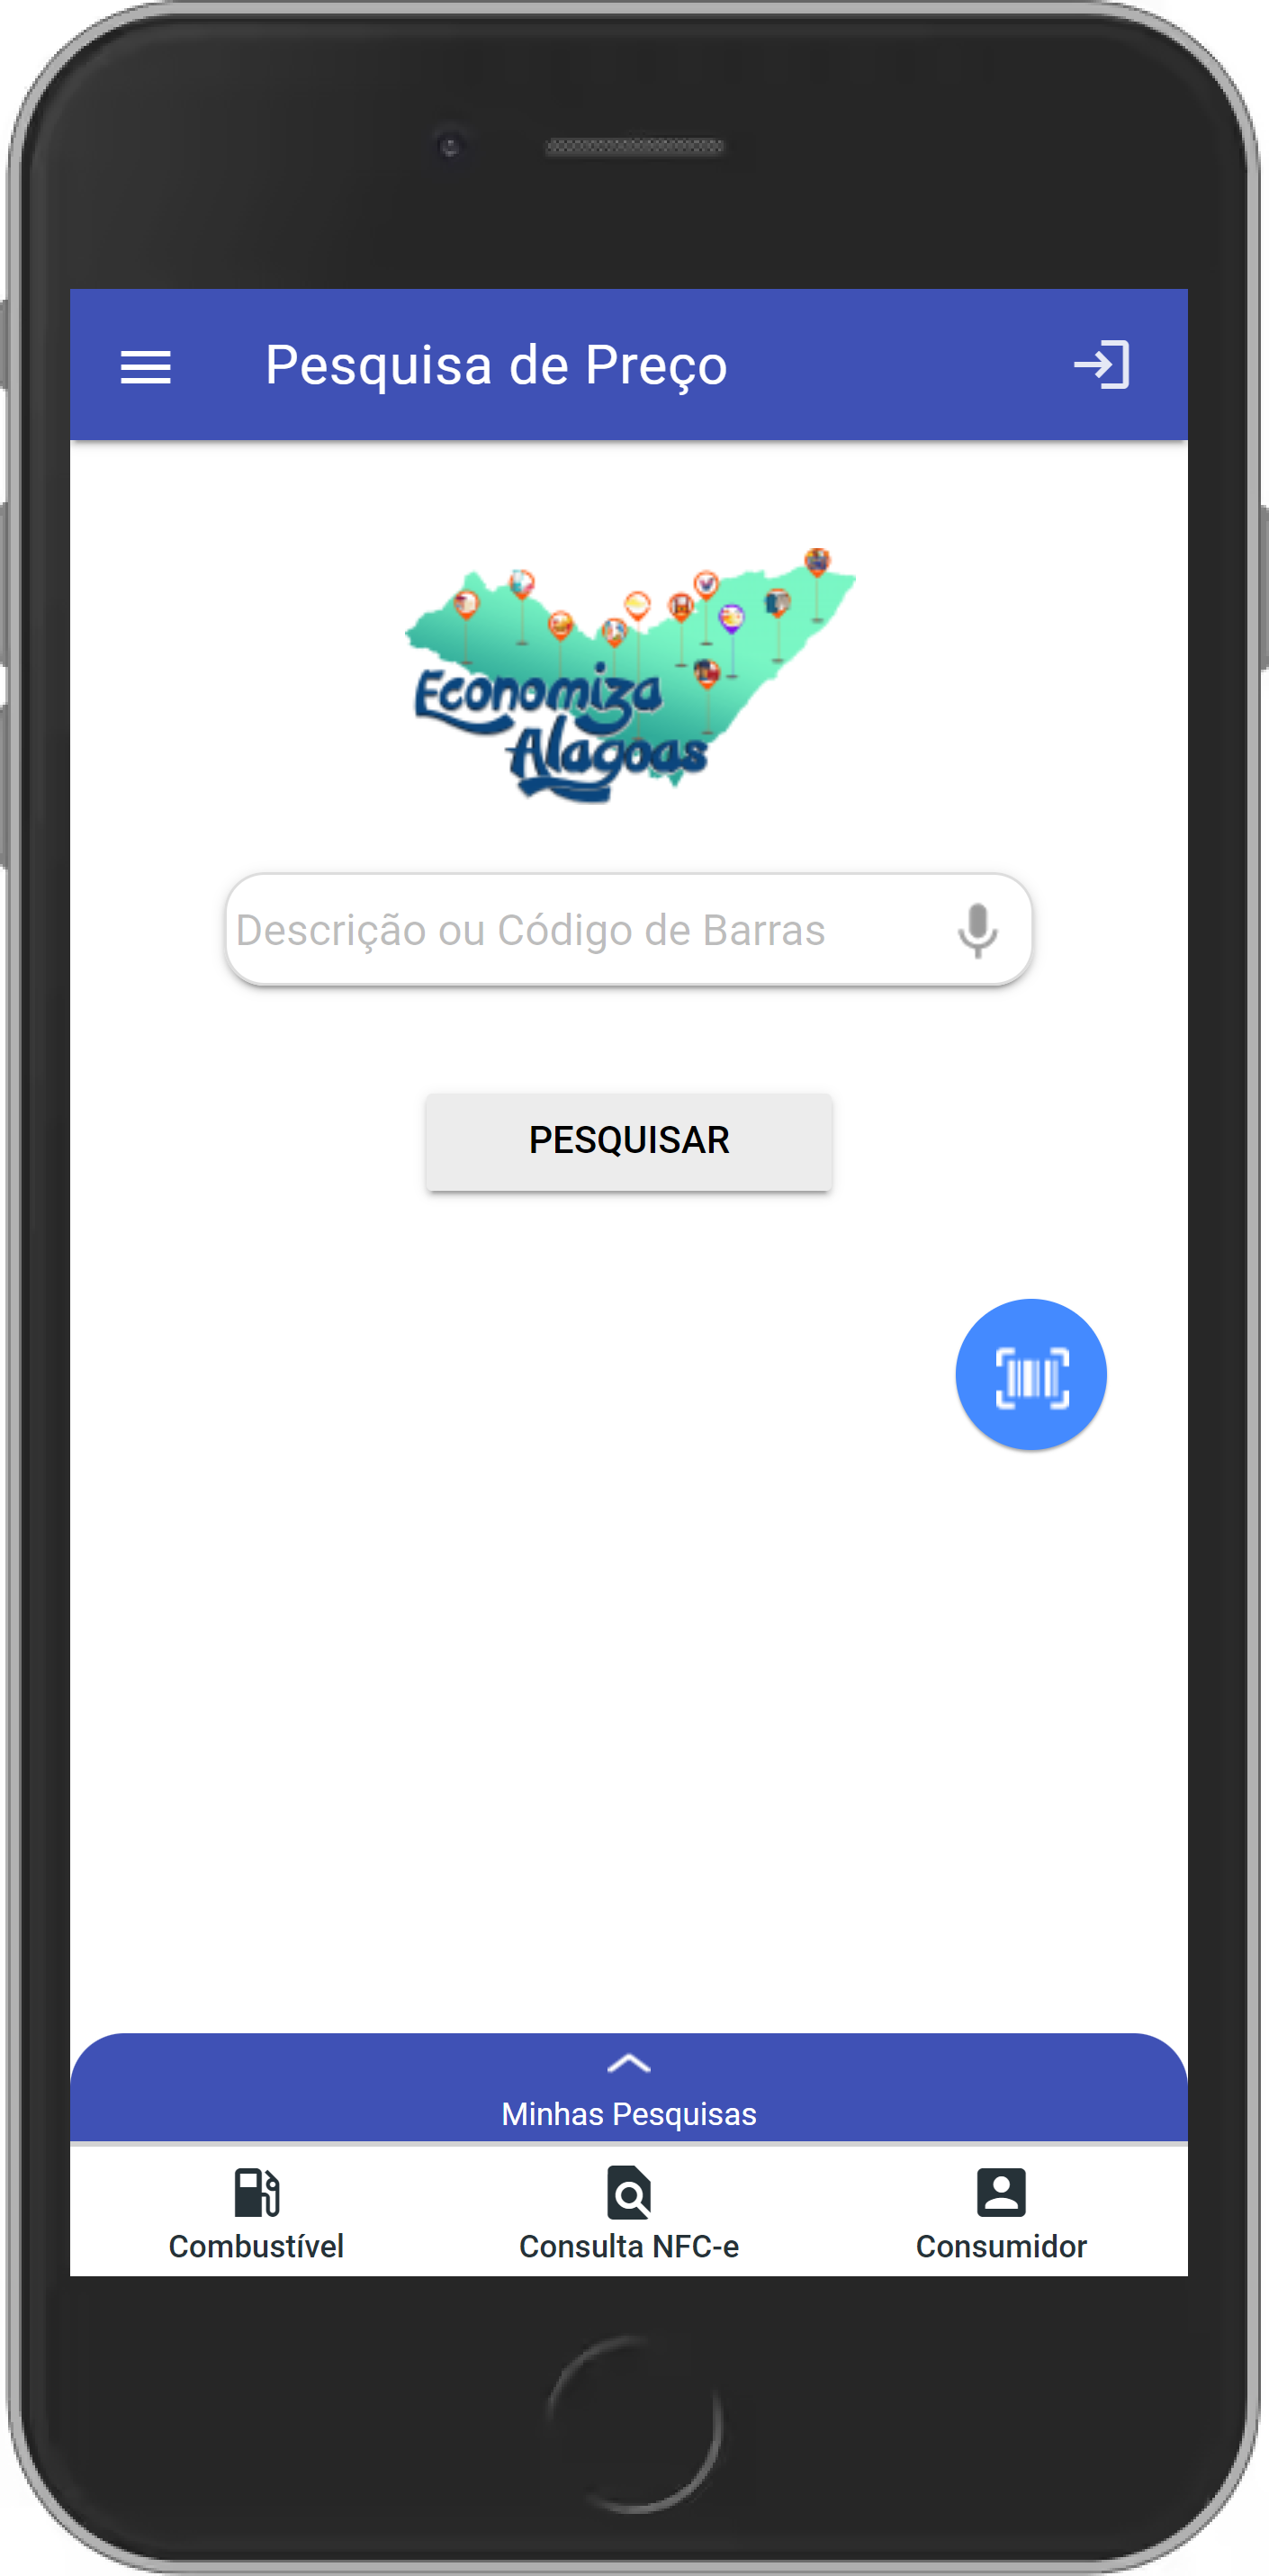 Pesquisa de Preço
Economiza
Alagoas
Descrição ou Código de Barras
PESQUISAR
Minhas Pesquisas
Combustível
Consulta NFC-e
Consumidor